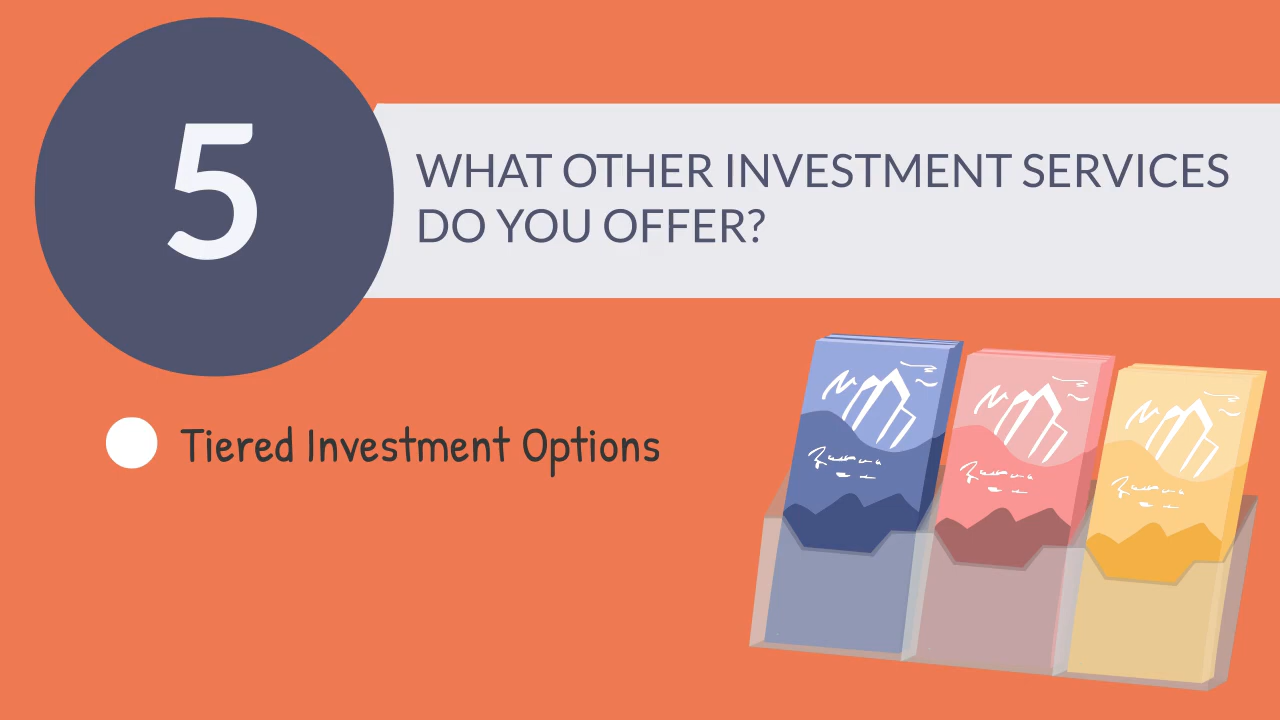 5
WHAT OTHER INVESTMENT SERVICES
DO YOU OFFER?
Tiered Investment Options